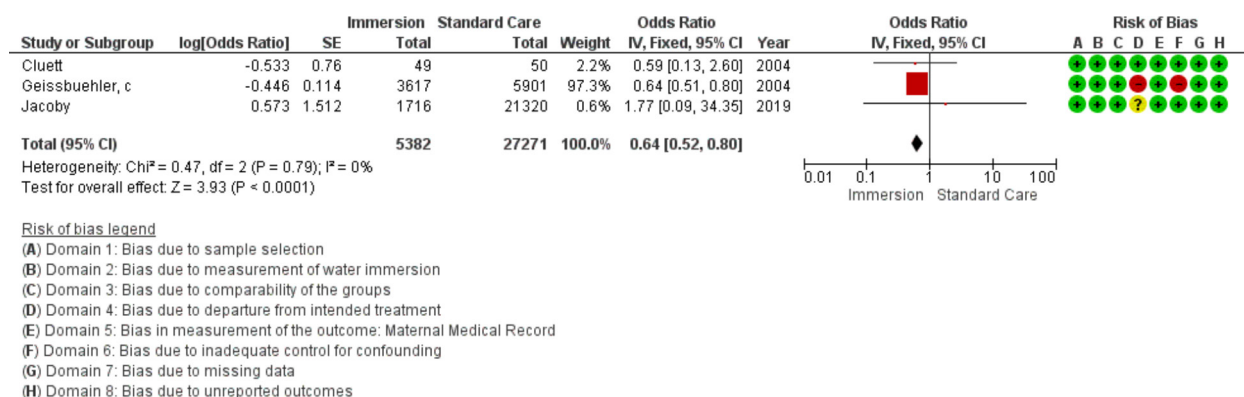 Immersion Standard Care Odds Ratio Odds Ratio Risk of Bias
Study or Subgroup log[Odds Ratio] SE Total Total Weight IV, Fixed, 95% CI Year IV, Fixed, 95% CI A B C D E F G H
Cluett -0.533 0.76 49 50 2.2% 0.59 [0.13, 2.60] 2004 + + + + + + + +
Geissbuehler, c -0.446 0.114 3617 5901 97.3% 0.64 [0.51, 0.80] 2004 + + + - + - + +
Jacoby 0.573 1.512 1716 21320 0.6% 1.77 [0.09, 34.35] 2019 + + + ? + + + +
Total (95% CI) 5382 27271 100.0% 0.64 [0.52, 0.80]
Heterogeneity: Chi² = 0.47, df = 2 (P = 0.79); I² = 0%
Test for overall effect: Z = 3.93 (P < 0.0001)
0.01 0.1 1 10 100
Immersion Standard Care
Risk of bias legend
(A) Domain 1: Bias due to sample selection
(B) Domain 2: Bias due to measurement of water immersion
(C) Domain 3: Bias due to comparability of the groups
(D) Domain 4: Bias due to departure from intended treatment
(E) Domain 5: Bias in measurement of the outcome: Maternal Medical Record
(F) Domain 6: Bias due to inadequate control for confounding
(G) Domain 7: Bias due to missing data
(H) Domain 8: Bias due to unreported outcomes